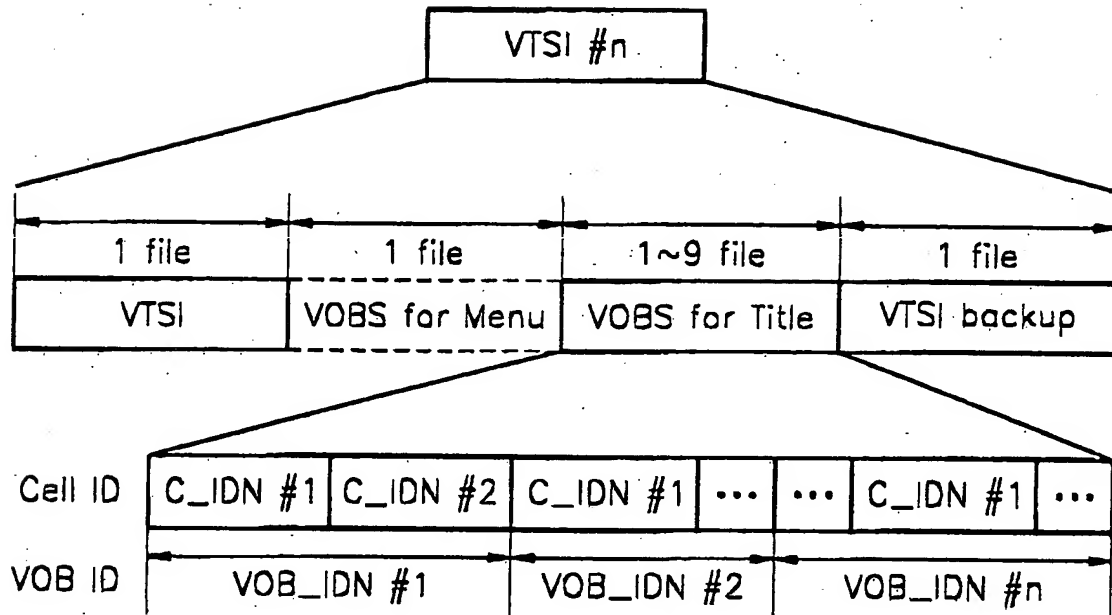 VTSI #n
1 file 1 file 1~9 file 1 file
VTSI VOBS for Menu VOBS for Title VTSI backup
Cell ID C_IDN #1 C_IDN #2 C_IDN #1 ••• ••• C_IDN #1 •••
VOB ID VOB_IDN #1 VOB_IDN #2 VOB_IDN #n